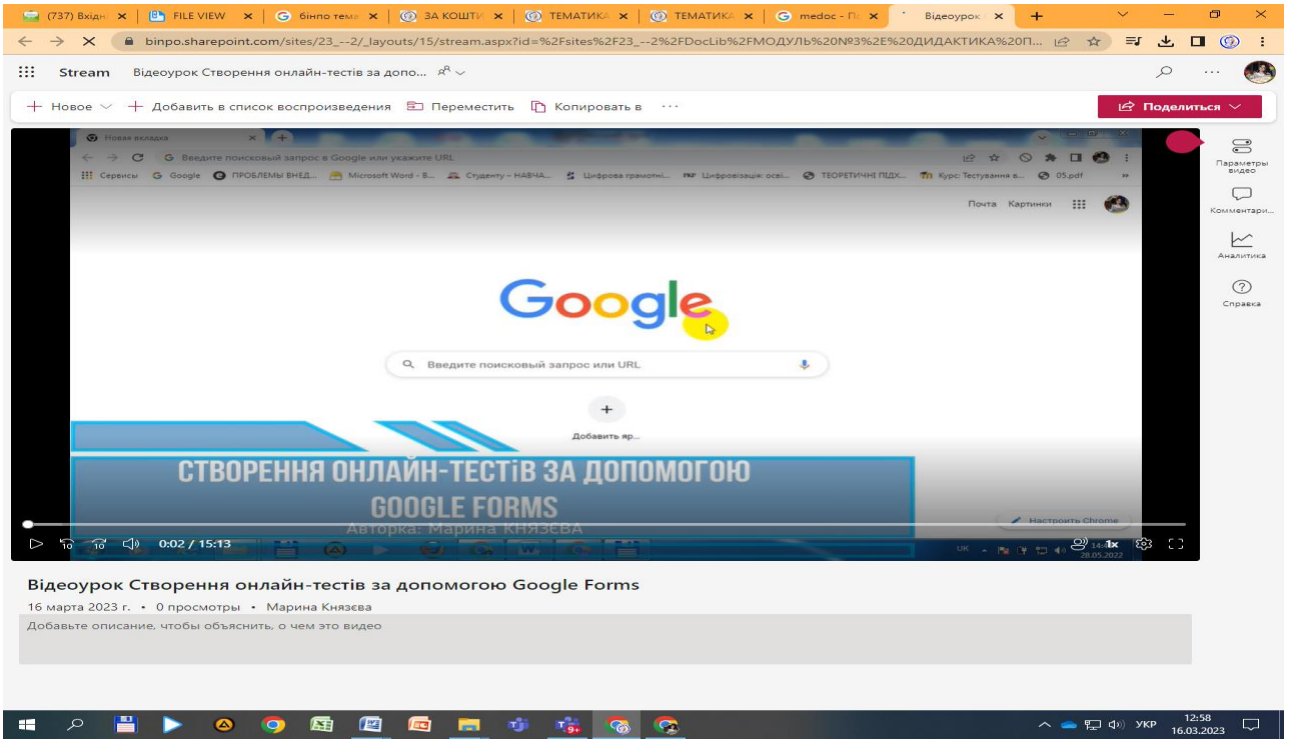 (737) Вхідн
FILE VIEW
бінпо тема
ЗА КОШТИ
ТЕМАТИКА
ТЕМАТИКА
medoc - По
Відеоурок
binpo.sharepoint.com/sites/23_--2/_layouts/15/stream.aspx?id=%2Fsites%2F23_--2%2FDocLib%2FМОДУЛЬ%20№3%2E%20ДИДАКТИКА%20П...
Stream Відеоурок Створення онлайн-тестів за допо...
Новое Добавить в список воспроизведения Переместить Копировать в ...
Поделиться
Новая вкладка
Введите поисковый запрос в Google или укажите URL
Сервисы Google ПРОБЛЕМЫ ВНЕД... Microsoft Word - В... Студенту – НАВЧА... Цифрова грамотні... Цифровізація осві... ТЕОРЕТИЧНІ ПІДХ... Курс: Тестування в... 05.pdf
Почта Картинки
Google
Введите поисковый запрос или URL
Добавить яр...
СТВОРЕННЯ ОНЛАЙН-ТЕСТІВ ЗА ДОПОМОГОЮ
GOOGLE FORMS
Авторка: Марина КНЯЗЄВА
Настроить Chrome
10 10 0:02 / 15:13
UK
1x
28.05.2022
Параметры
видео
Комментари...
Аналитика
Справка
Відеоурок Створення онлайн-тестів за допомогою Google Forms
16 марта 2023 г. • 0 просмотры • Марина Князєва
Добавьте описание, чтобы объяснить, о чем это видео
УКР
12:58
16.03.2023